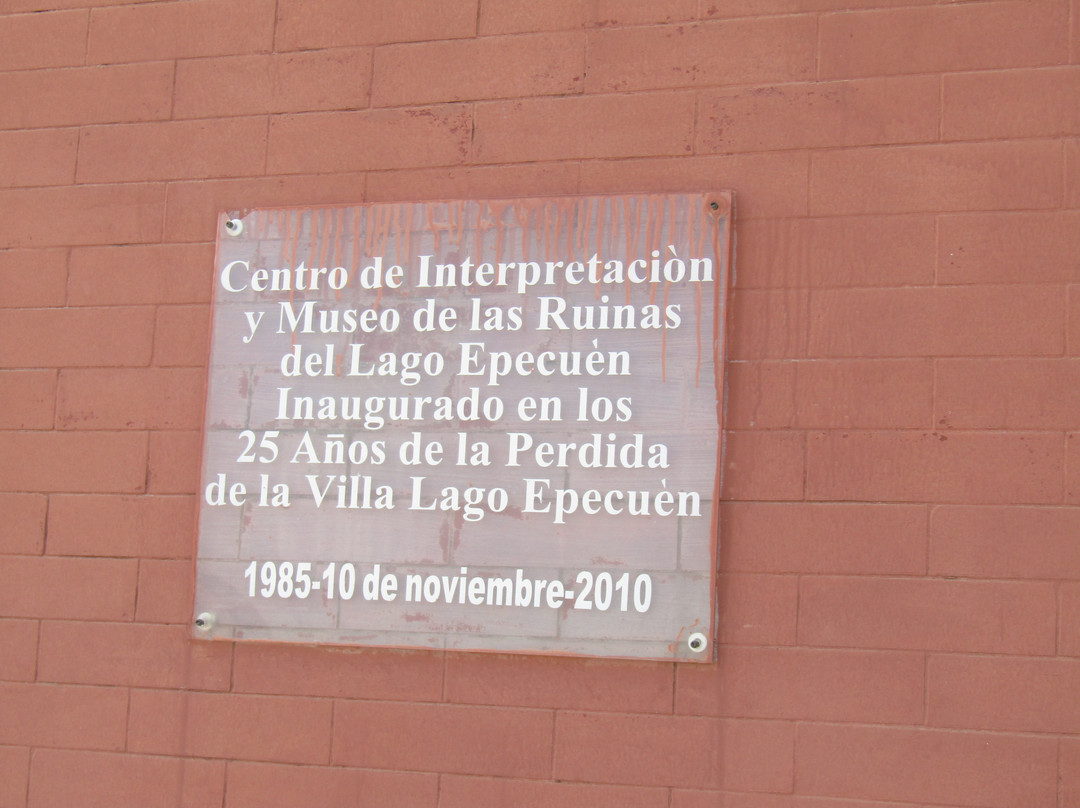 Centro de Interpretaciòn
y Museo de las Ruinas
del Lago Epecuèn
Inaugurado en los
25 Años de la Perdida
de la Villa Lago Epecuèn
1985-10 de noviembre-2010